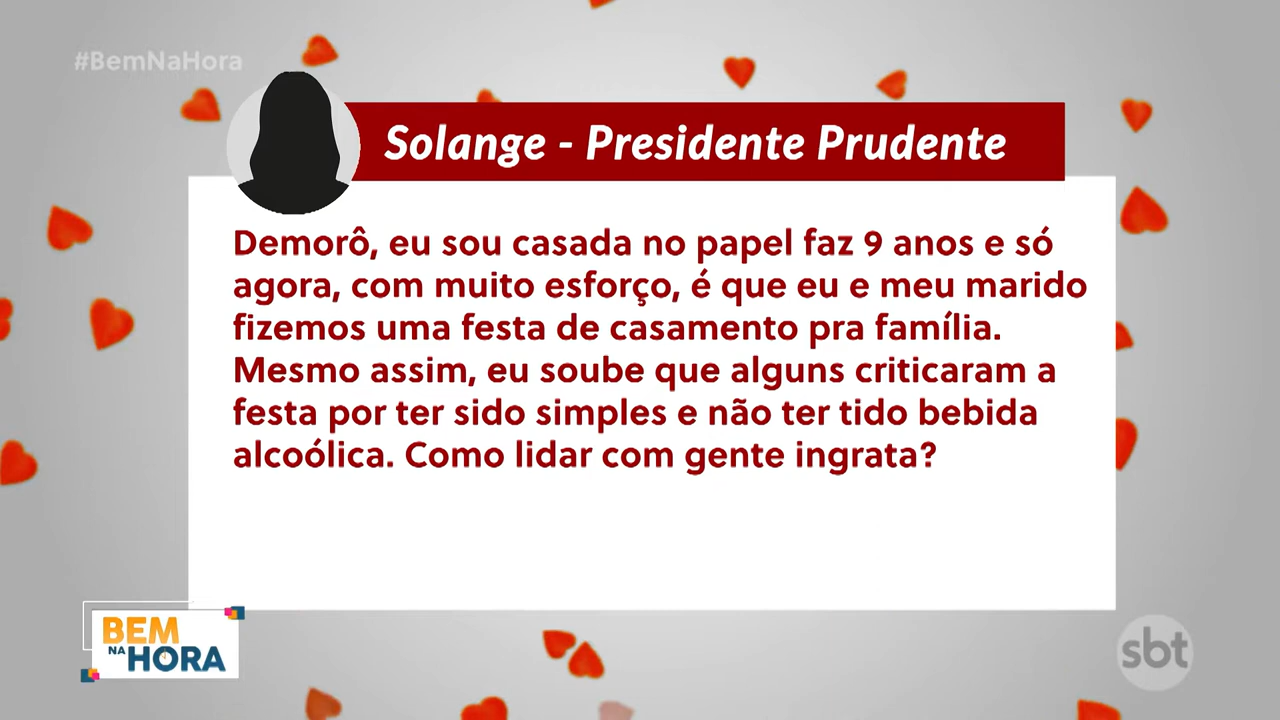 #BemNaHora
Solange - Presidente Prudente
Demorô, eu sou casada no papel faz 9 anos e só
agora, com muito esforço, é que eu e meu marido
fizemos uma festa de casamento pra família.
Mesmo assim, eu soube que alguns criticaram a
festa por ter sido simples e não ter tido bebida
alcoólica. Como lidar com gente ingrata?
BEM
NA HORA
sbt